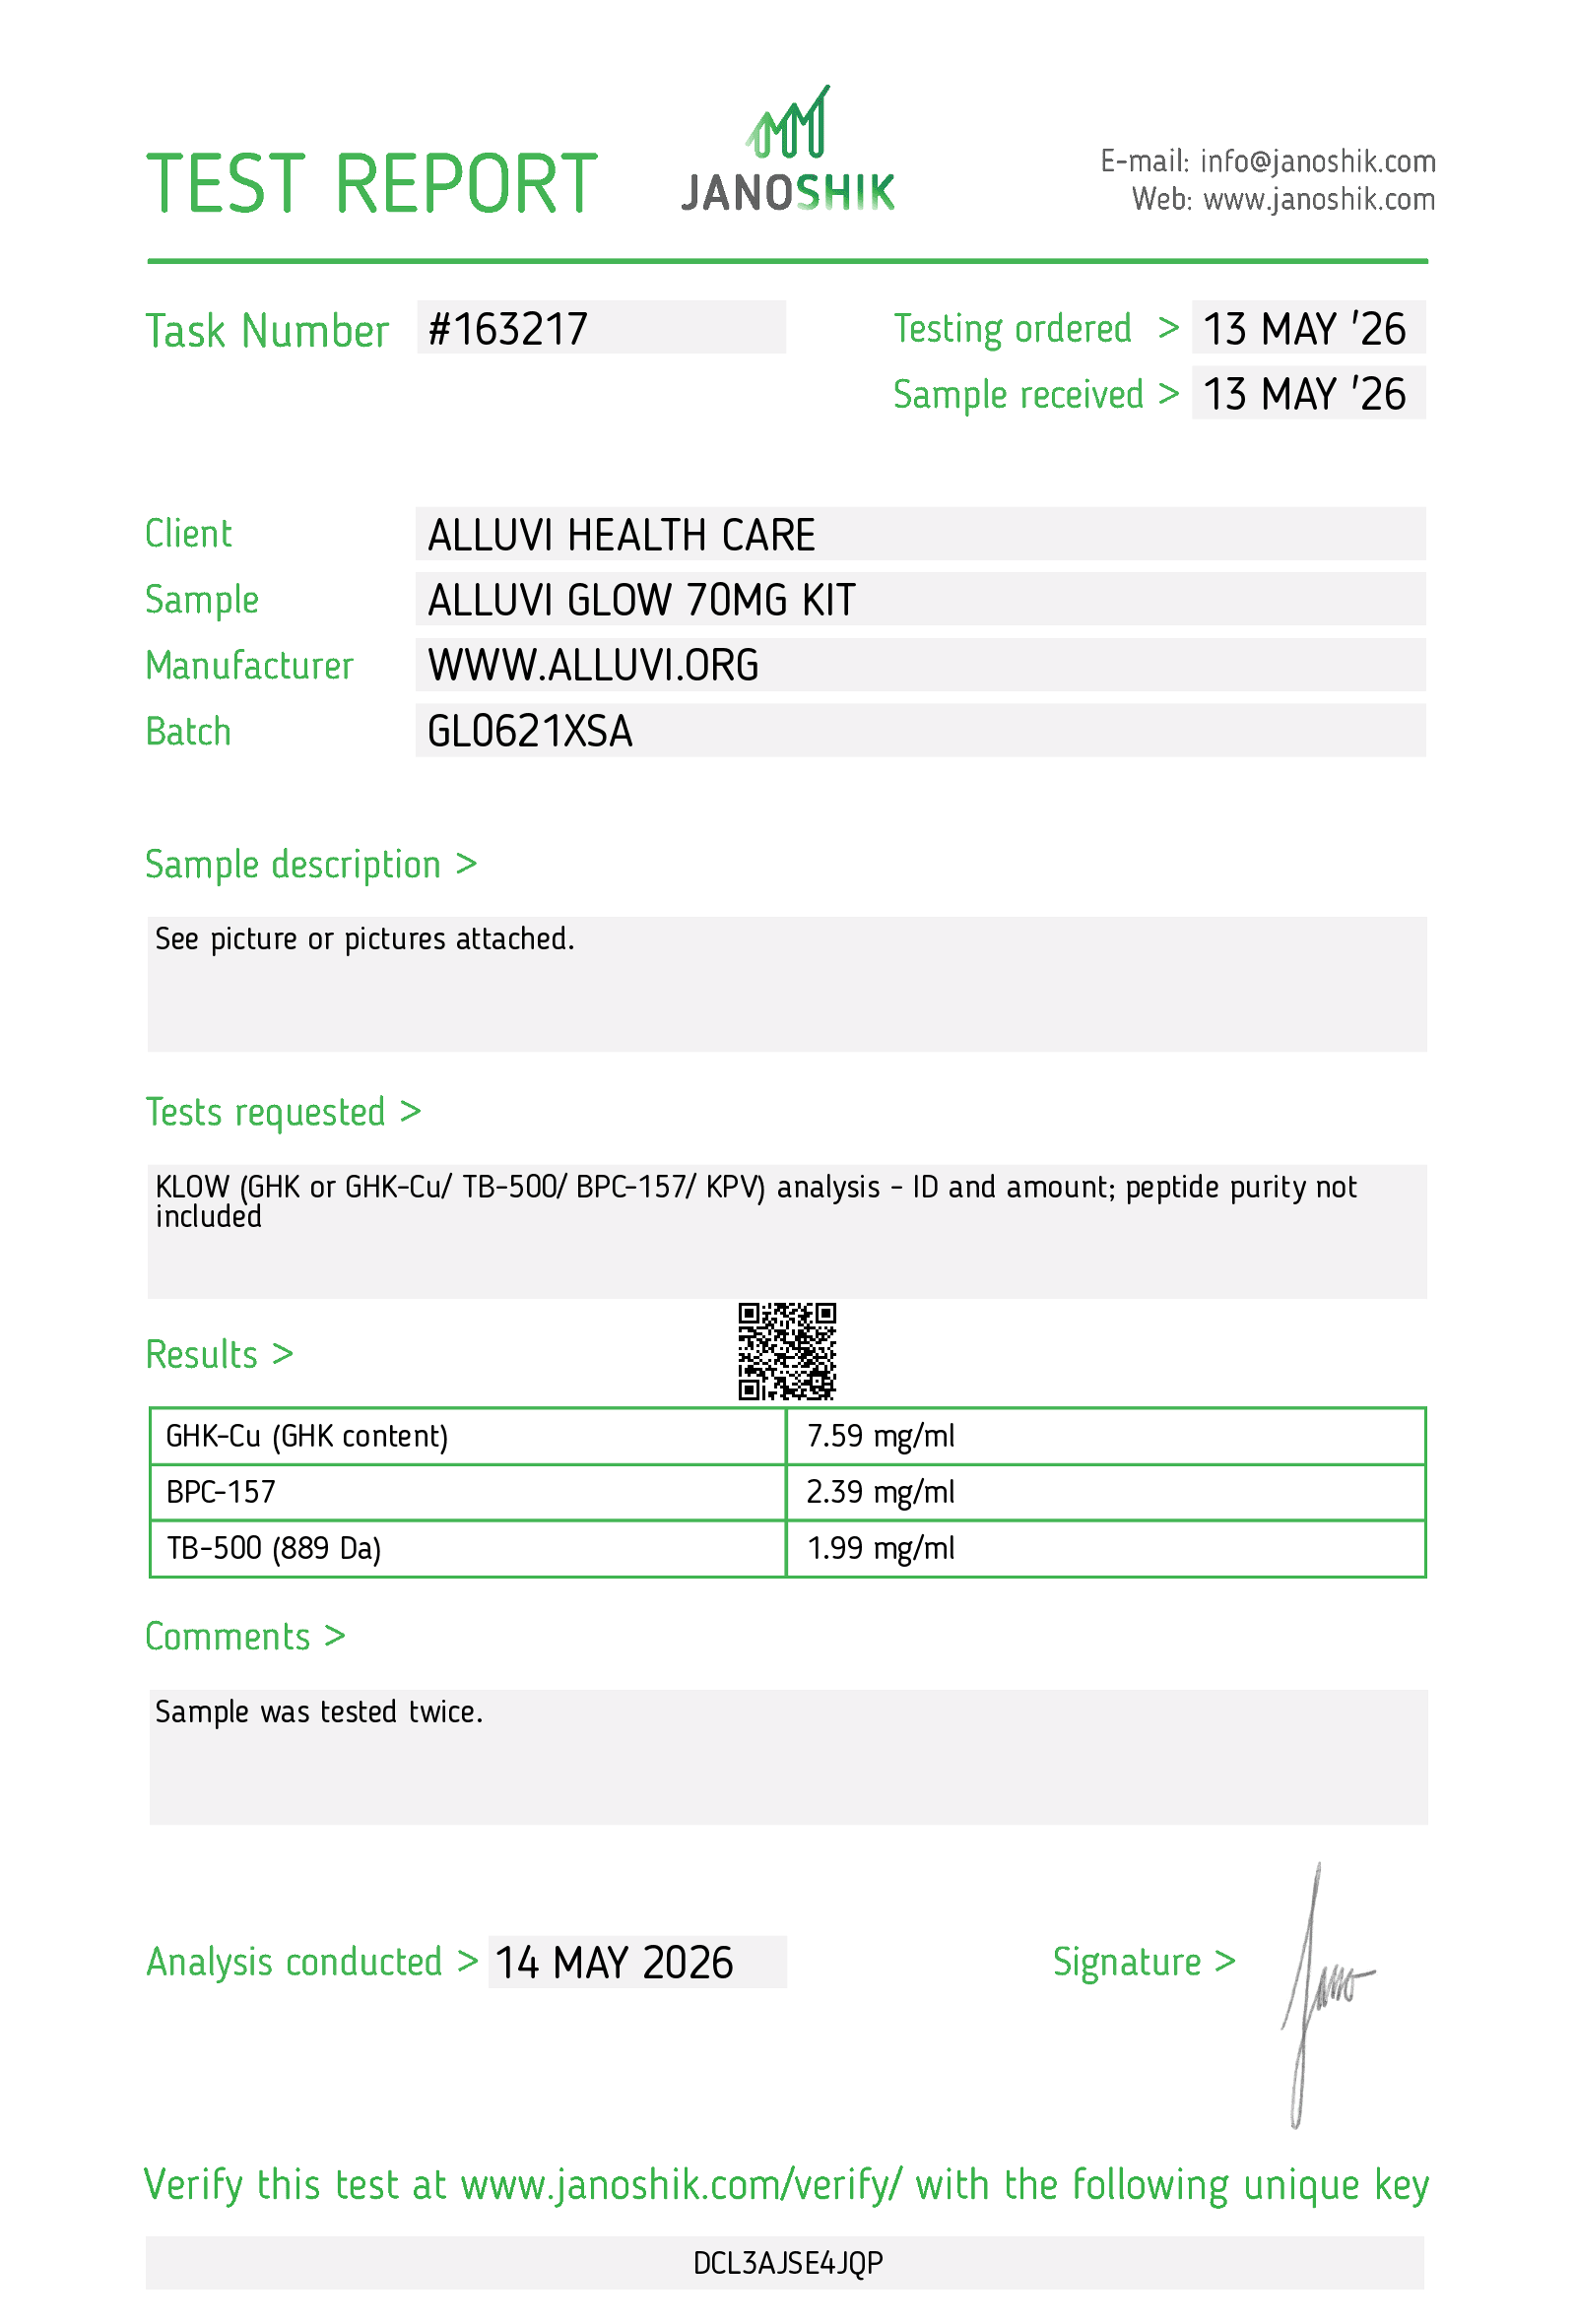 TEST REPORT
JANOSHIK
E-mail: info@janoshik.com
Web: www.janoshik.com
Task Number #163217
Testing ordered > 13 MAY '26
Sample received > 13 MAY '26
Client ALLUVI HEALTH CARE
Sample ALLUVI GLOW 70MG KIT
Manufacturer WWW.ALLUVI.ORG
Batch GL0621XSA
Sample description >
See picture or pictures attached.
Tests requested >
KLOW (GHK or GHK-Cu/ TB-500/ BPC-157/ KPV) analysis - ID and amount; peptide purity not
included
Results >
GHK-Cu (GHK content) 7.59 mg/ml
BPC-157 2.39 mg/ml
TB-500 (889 Da) 1.99 mg/ml
Comments >
Sample was tested twice.
Analysis conducted > 14 MAY 2026
Signature >
Verify this test at www.janoshik.com/verify/ with the following unique key
DCL3AJSE4JQP